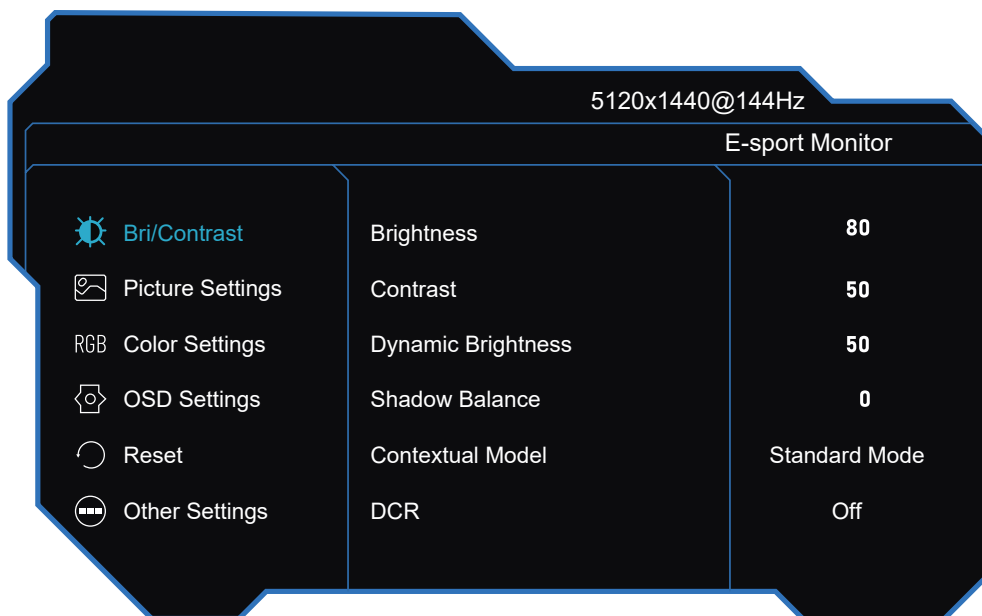 5120x1440@144Hz
E-sport Monitor
Bri/Contrast Brightness 80
Picture Settings Contrast 50
RGB Color Settings Dynamic Brightness 50
OSD Settings Shadow Balance 0
Reset Contextual Model Standard Mode
Other Settings DCR Off